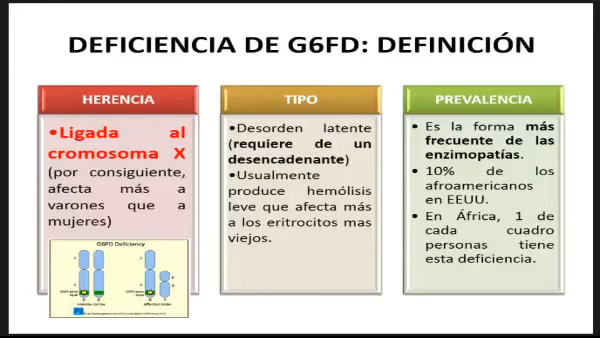 DEFICIENCIA DE G6FD: DEFINICIÓN
HERENCIA
•Ligada al
cromosoma X
(por consiguiente,
afecta más a
varones que a
mujeres)
G6PD Deficiency
TIPO
•Desorden latente
(requiere de un
desencadenante)
•Usualmente
produce hemólisis
leve que afecta más
a los eritrocitos mas
viejos.
PREVALENCIA
• Es la forma más
frecuente de las
enzimopatías.
• 10% de los
afroamericanos
en EEUU.
• En África, 1 de
cada cuadro
personas tiene
esta deficiencia.